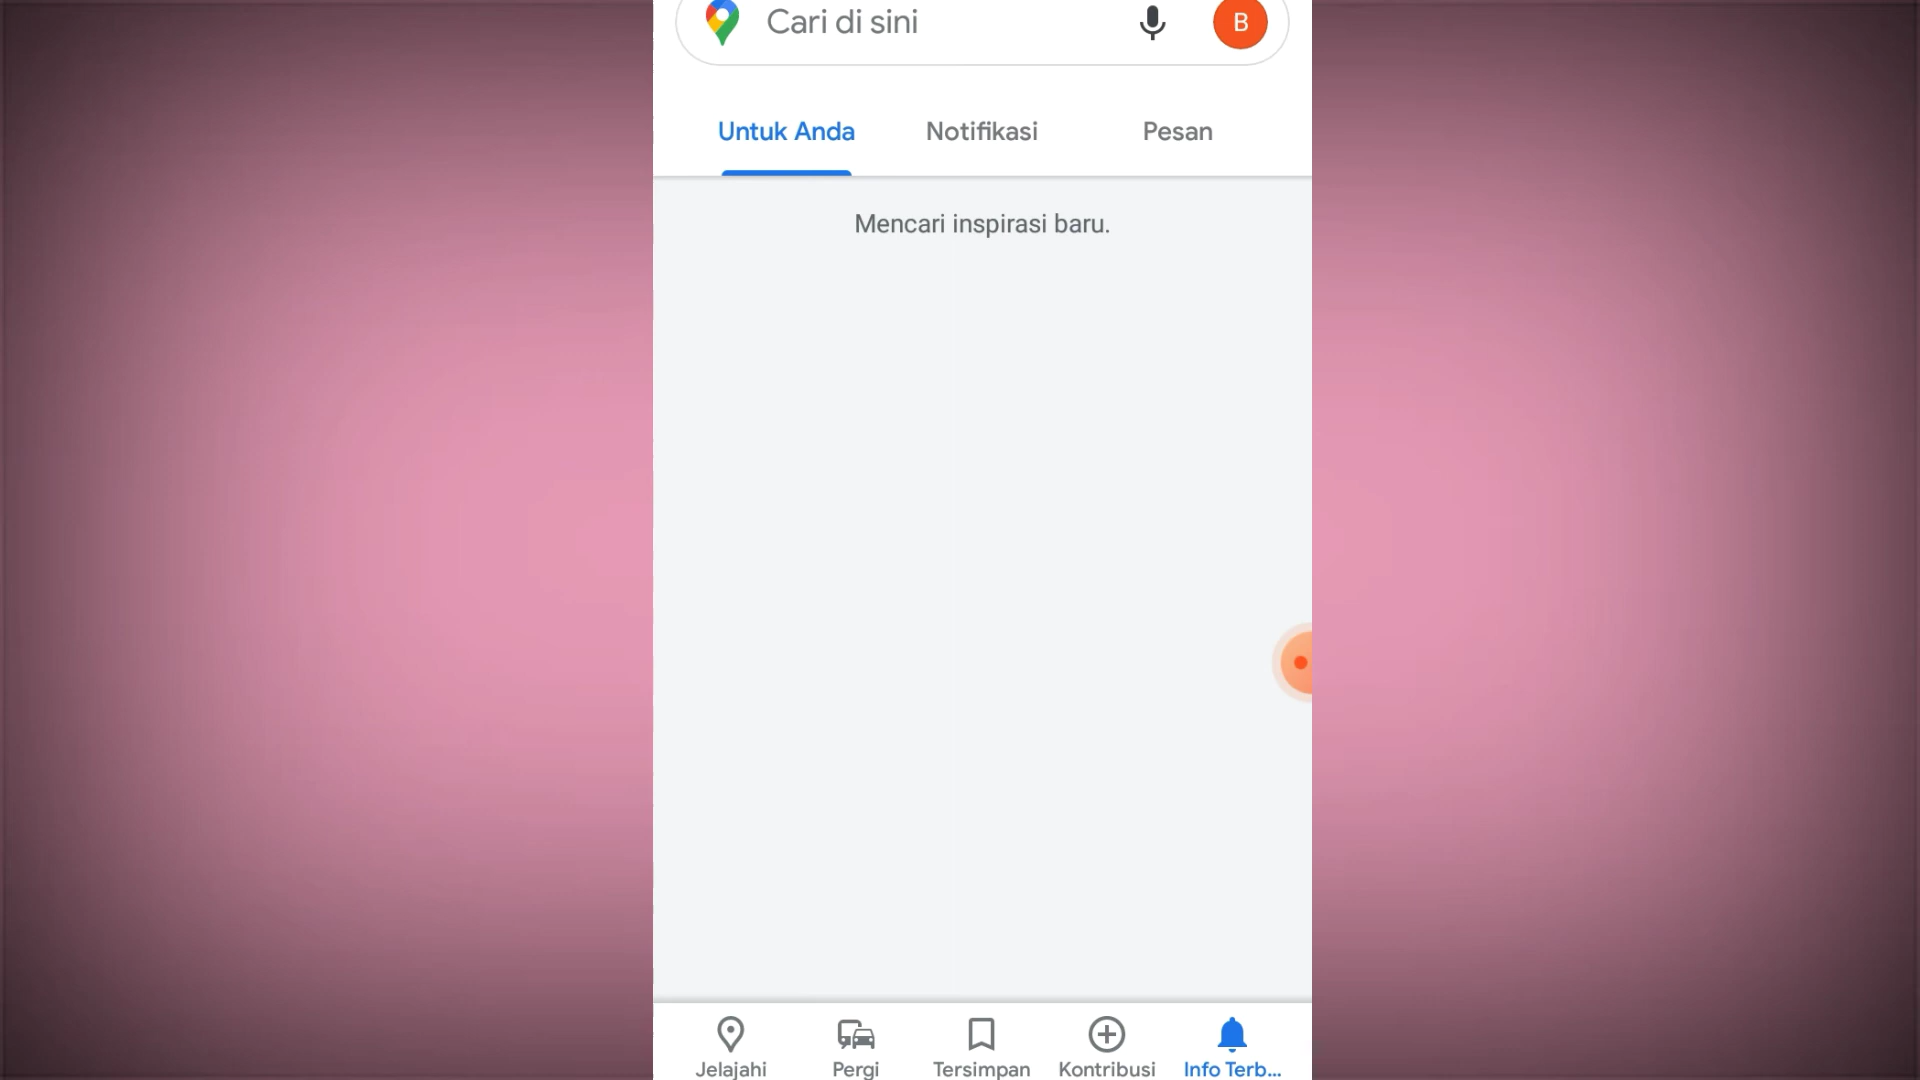 Cari di sini
B
Untuk Anda Notifikasi Pesan
Mencari inspirasi baru.
Jelajahi Pergi Tersimpan Kontribusi Info Terb...